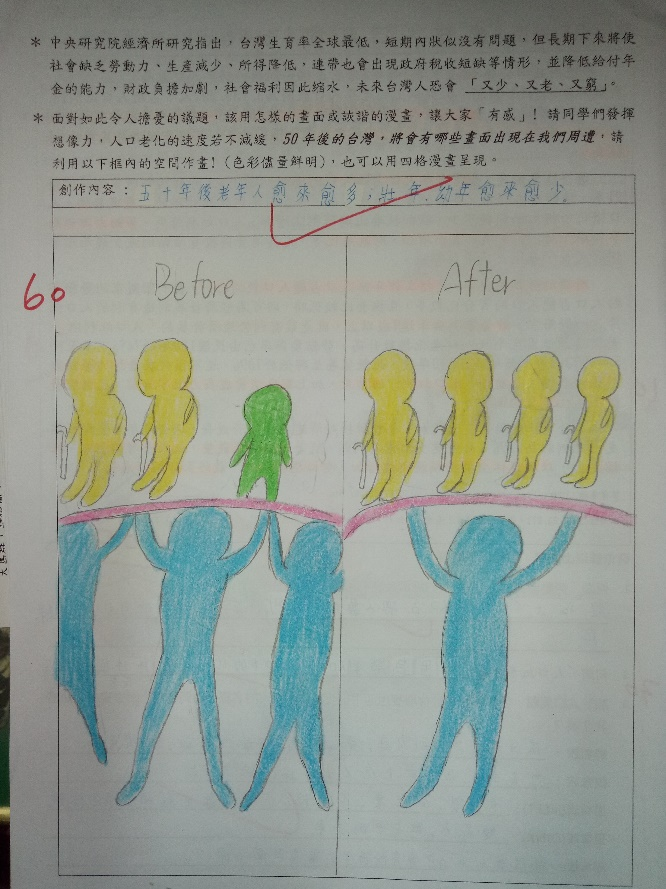 * 中央研究院經濟所研究指出，台灣生育率全球最低，短期內狀似沒有問題，但長期下來將使
社會缺乏勞動力、生產減少、所得降低，連帶也會出現政府稅收短缺等情形，並降低給付年
金的能力，財政負擔加劇，社會福利因此縮水，未來台灣人恐會「又少、又老、又窮」。
* 面對如此令人擔憂的議題，該用怎樣的畫面或詼諧的漫畫，讓大家「有感」！請同學們發揮
想像力，人口老化的速度若不減緩，50年後的台灣，將會有哪些畫面出現在我們周遭，請
利用以下框內的空間作畫！(色彩儘量鮮明)，也可以用四格漫畫呈現。
創作內容：五十年後老年人愈來愈多，壯年、幼年愈來愈少。
60
Before
After